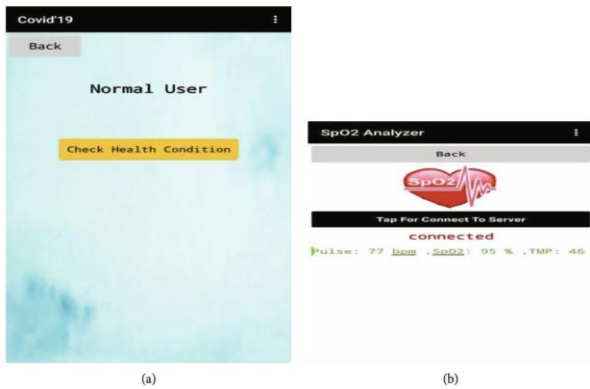 Covid'19
Back
Normal User
Check Health Condition
(a)
SpO2 Analyzer
Back
SpO2
Tap For Connect To Server
connected
Pulse: 77 bpm ,SpO2: 95 % ,TMP: 46
(b)